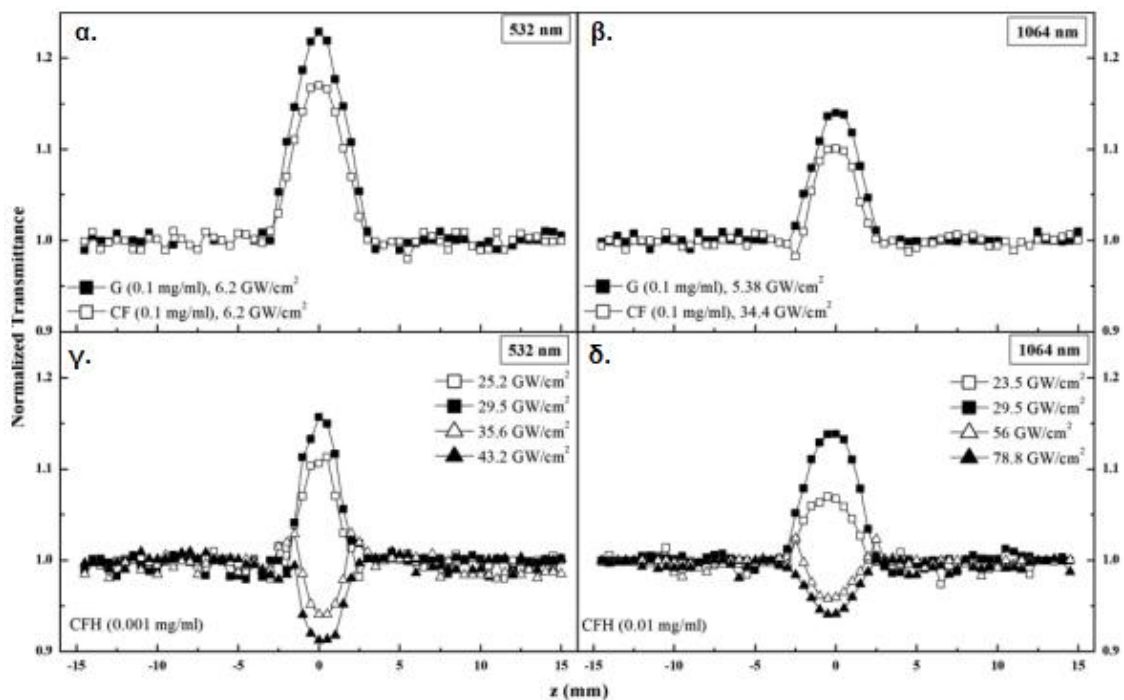 α.
532 nm
β.
1064 nm
1.2
1.1
1.0
0.9
1.2
1.1
1.0
0.9
G (0.1 mg/ml), 6.2 GW/cm²
CF (0.1 mg/ml), 6.2 GW/cm²
G (0.1 mg/ml), 5.38 GW/cm²
CF (0.1 mg/ml), 34.4 GW/cm²
Normalized Transmittance
γ.
532 nm
δ.
1064 nm
25.2 GW/cm²
29.5 GW/cm²
35.6 GW/cm²
43.2 GW/cm²
23.5 GW/cm²
29.5 GW/cm²
56 GW/cm²
78.8 GW/cm²
1.2
1.1
1.0
0.9
1.2
1.1
1.0
0.9
CFH (0.001 mg/ml)
CFH (0.01 mg/ml)
-15 -10 -5 0 5 10 15 -15 -10 -5 0 5 10 15
z (mm)